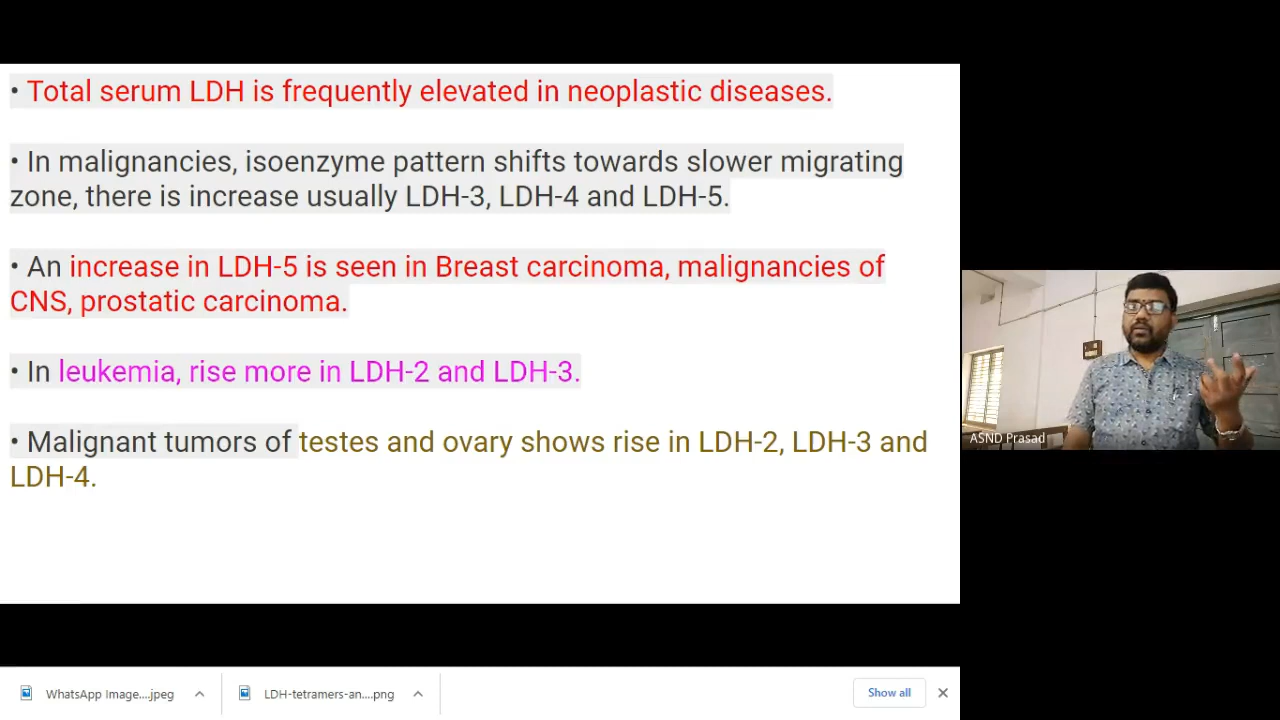 • Total serum LDH is frequently elevated in neoplastic diseases.
• In malignancies, isoenzyme pattern shifts towards slower migrating
zone, there is increase usually LDH-3, LDH-4 and LDH-5.
• An increase in LDH-5 is seen in Breast carcinoma, malignancies of
CNS, prostatic carcinoma.
• In leukemia, rise more in LDH-2 and LDH-3.
• Malignant tumors of testes and ovary shows rise in LDH-2, LDH-3 and
LDH-4.
ASND Prasad
WhatsApp Image....jpeg
LDH-tetramers-an....png
Show all